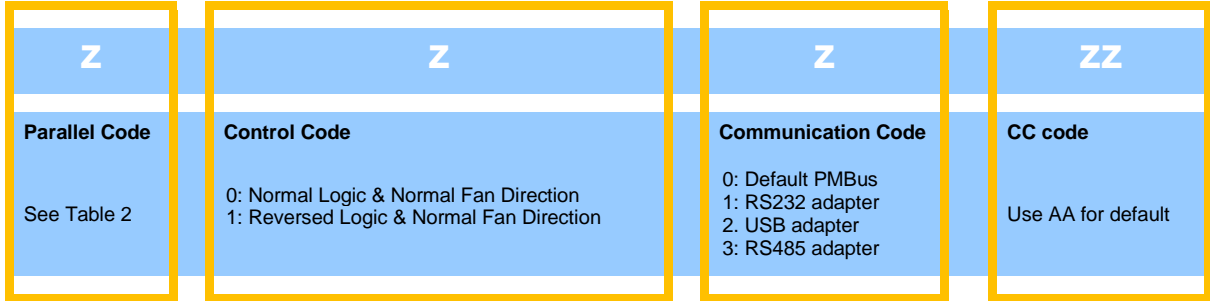 z z z zz
Parallel Code
See Table 2
Control Code
0: Normal Logic & Normal Fan Direction
1: Reversed Logic & Normal Fan Direction
Communication Code
0: Default PMBus
1: RS232 adapter
2. USB adapter
3: RS485 adapter
CC code
Use AA for default